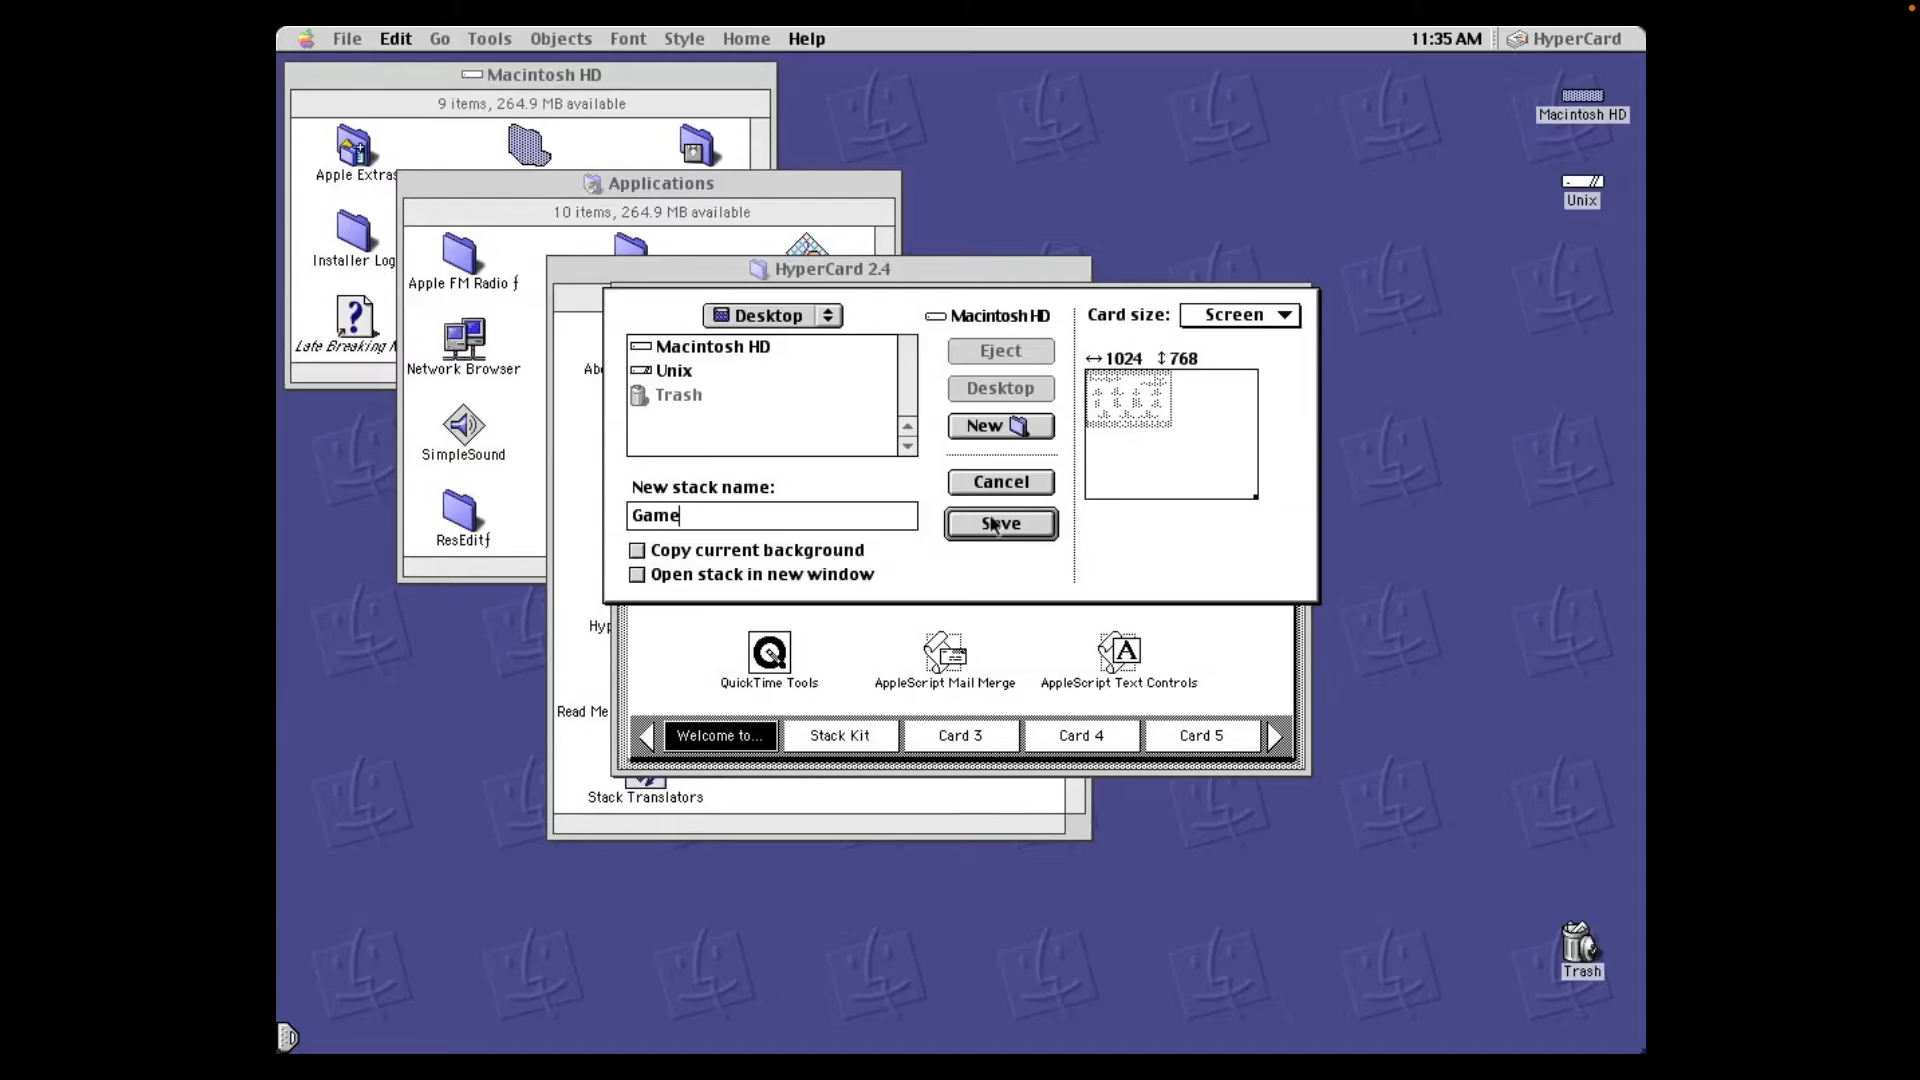 File Edit Go Tools Objects Font Style Home Help
11:35 AM HyperCard
Macintosh HD
9 items, 264.9 MB available
Apple Extras
Installer Log
Late Breaking
Applications
10 items, 264.9 MB available
Apple FM Radio ƒ
Network Browser
SimpleSound
ResEdit ƒ
HyperCard 2.4
Read Me
Stack Translators
Desktop
Macintosh HD
Unix
Trash
New stack name:
Game
Copy current background
Open stack in new window
Macintosh HD
Eject
Desktop
New
Cancel
Save
Card size: Screen
1024 768
QuickTime Tools
AppleScript Mail Merge
AppleScript Text Controls
Welcome to...
Stack Kit
Card 3
Card 4
Card 5
Macintosh HD
Unix
Trash